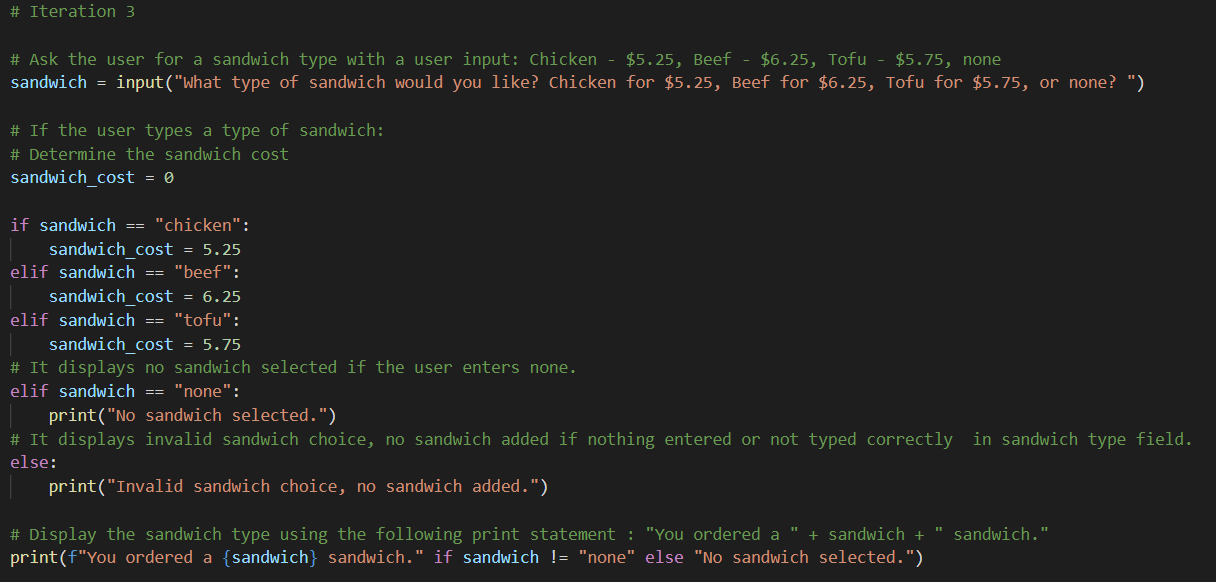 # Iteration 3
# Ask the user for a sandwich type with a user input: Chicken - $5.25, Beef - $6.25, Tofu - $5.75, none
sandwich = input("What type of sandwich would you like? Chicken for $5.25, Beef for $6.25, Tofu for $5.75, or none? ")
# If the user types a type of sandwich:
# Determine the sandwich cost
sandwich_cost = 0
if sandwich == "chicken":
    sandwich_cost = 5.25
elif sandwich == "beef":
    sandwich_cost = 6.25
elif sandwich == "tofu":
    sandwich_cost = 5.75
# It displays no sandwich selected if the user enters none.
elif sandwich == "none":
    print("No sandwich selected.")
# It displays invalid sandwich choice, no sandwich added if nothing entered or not typed correctly  in sandwich type field.
else:
    print("Invalid sandwich choice, no sandwich added.")
# Display the sandwich type using the following print statement : "You ordered a " + sandwich + " sandwich."
print(f"You ordered a {sandwich} sandwich." if sandwich != "none" else "No sandwich selected.")